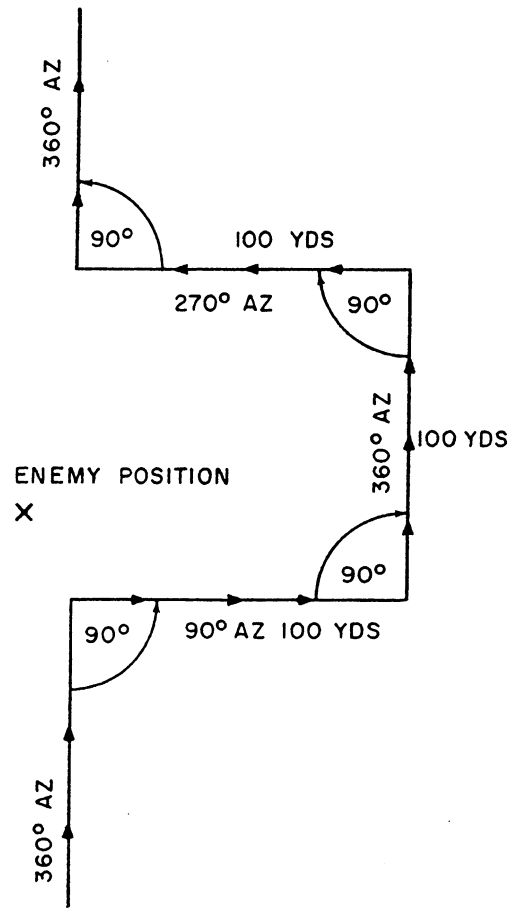 360° AZ
90°
100 YDS
270° AZ
90°
360° AZ
100 YDS
ENEMY POSITION
X
90°
90°
90° AZ 100 YDS
360° AZ